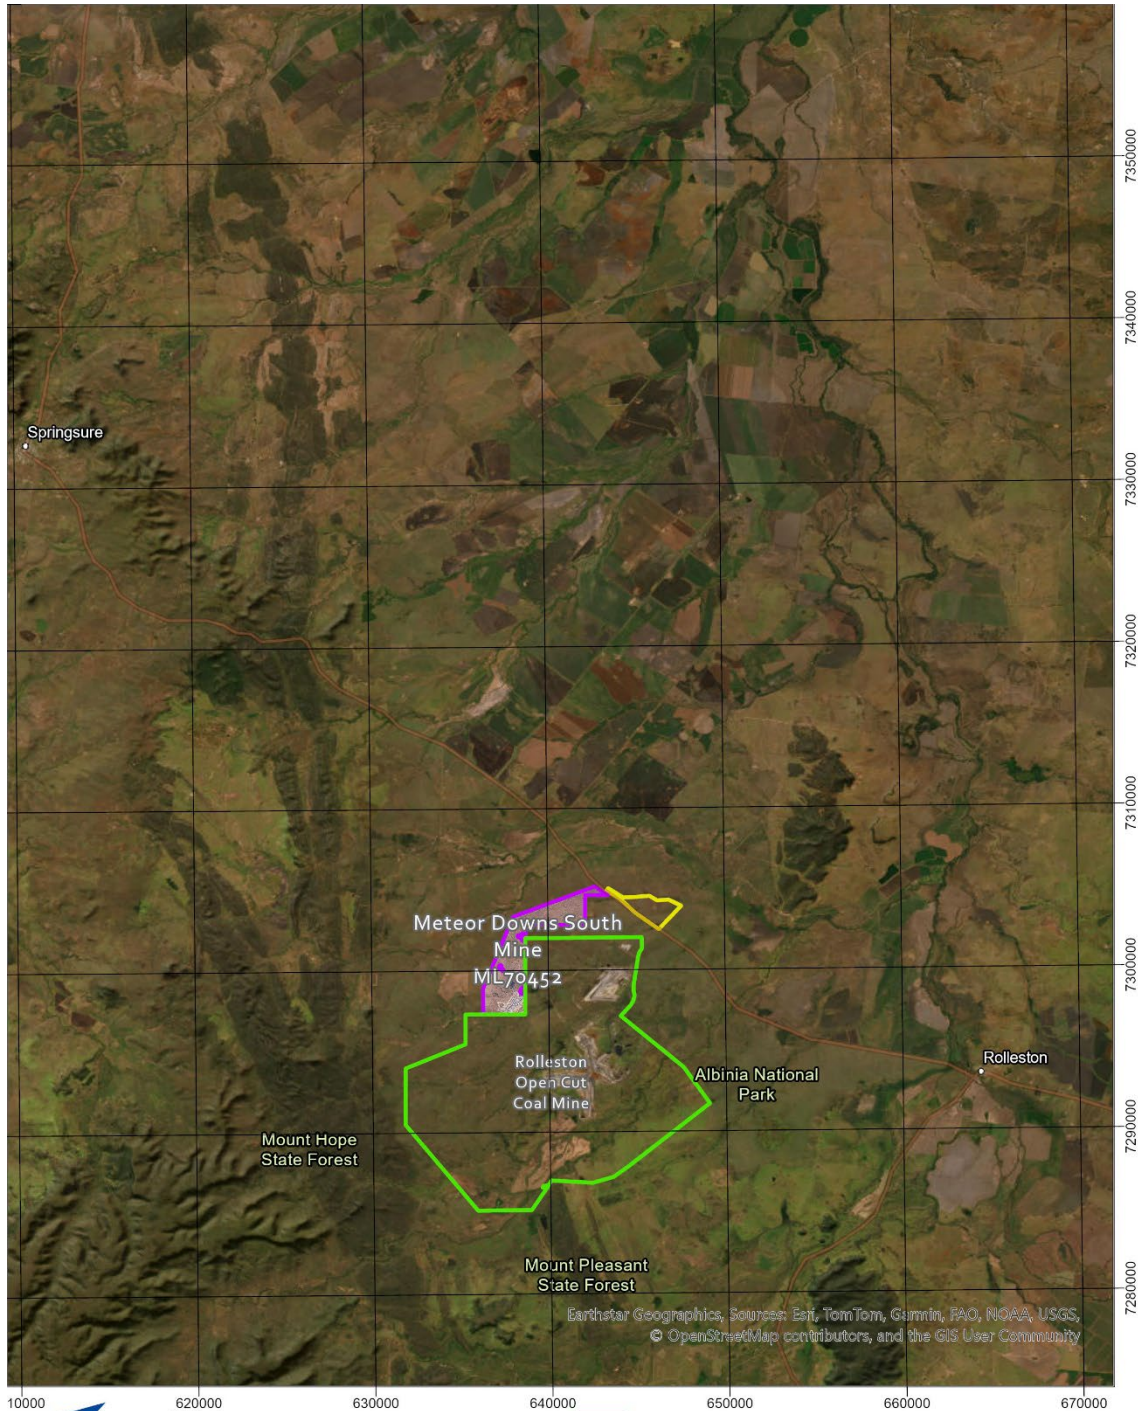 7350000
7340000
Springsure
7330000
7320000
7310000
Meteor Downs South
Mine
ML70452
7300000
Rolleston
Open Cut
Coal Mine
Albinia National
Park
Rolleston
7290000
Mount Hope
State Forest
Mount Pleasant
State Forest
7280000
Earthstar Geographics, Sources: Esri, TomTom, Garmin, FAO, NOAA, USGS,
© OpenStreetMap contributors, and the GIS User Community
10000 620000 630000 640000 650000 660000 670000